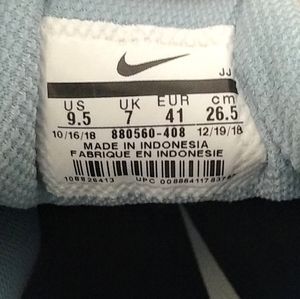 JJ
US UK EUR cm
9.5 7 41 26.5
10/16/18 880560-408 12/19/18
MADE IN INDONESIA
FABRIQUE EN INDONESIE
UPC